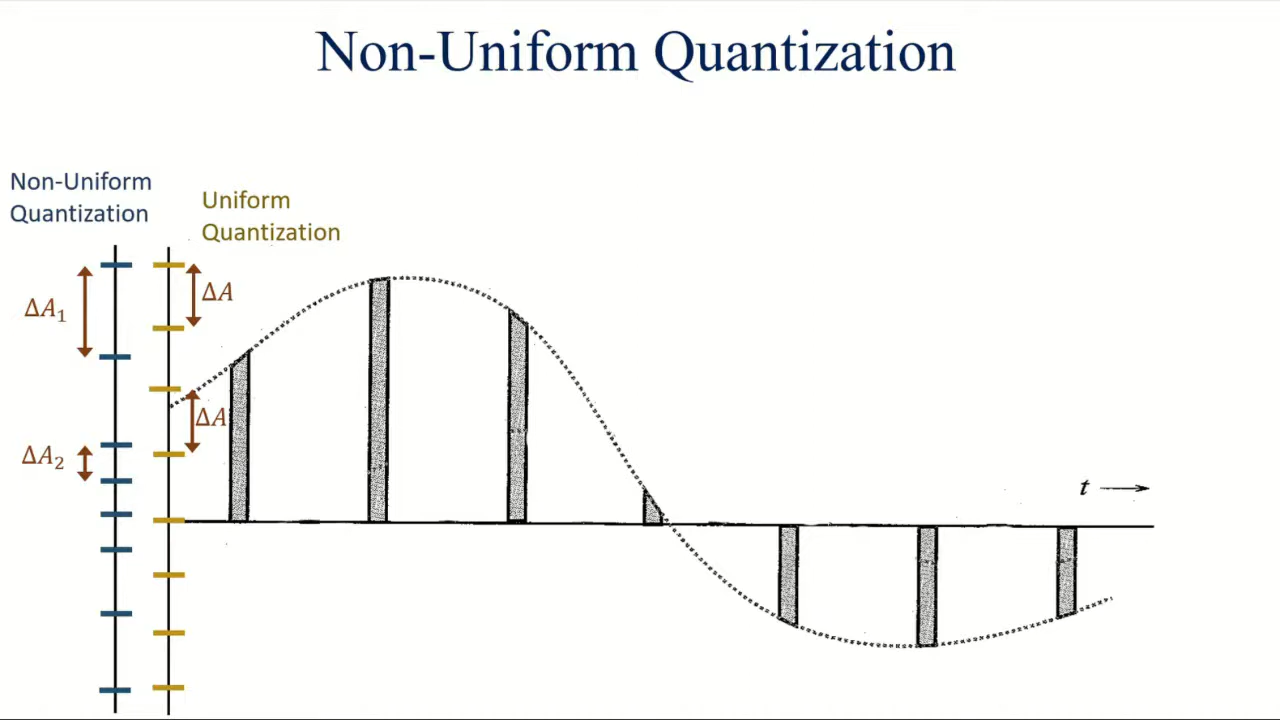 Non-Uniform Quantization
Non-Uniform
Quantization
Uniform
Quantization
ΔA₁
ΔA
ΔA
ΔA₂
t